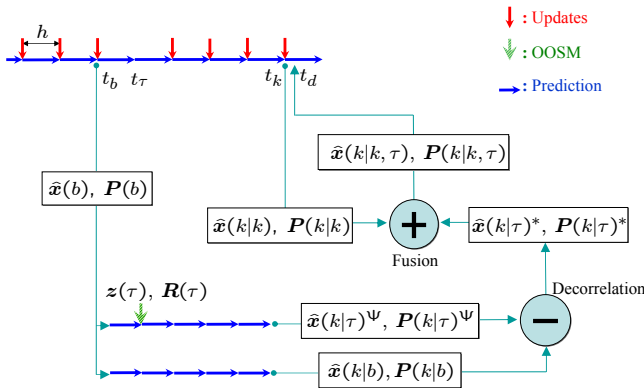 : Updates
: OOSM
: Prediction
h
t_b t_τ t_k t_d
x̂(k|k, τ), P(k|k, τ)
x̂(b), P(b)
x̂(k|k), P(k|k)
+
x̂(k|τ)*, P(k|τ)*
Fusion
z(τ), R(τ)
Decorrelation
x̂(k|τ)^Ψ, P(k|τ)^Ψ
−
x̂(k|b), P(k|b)